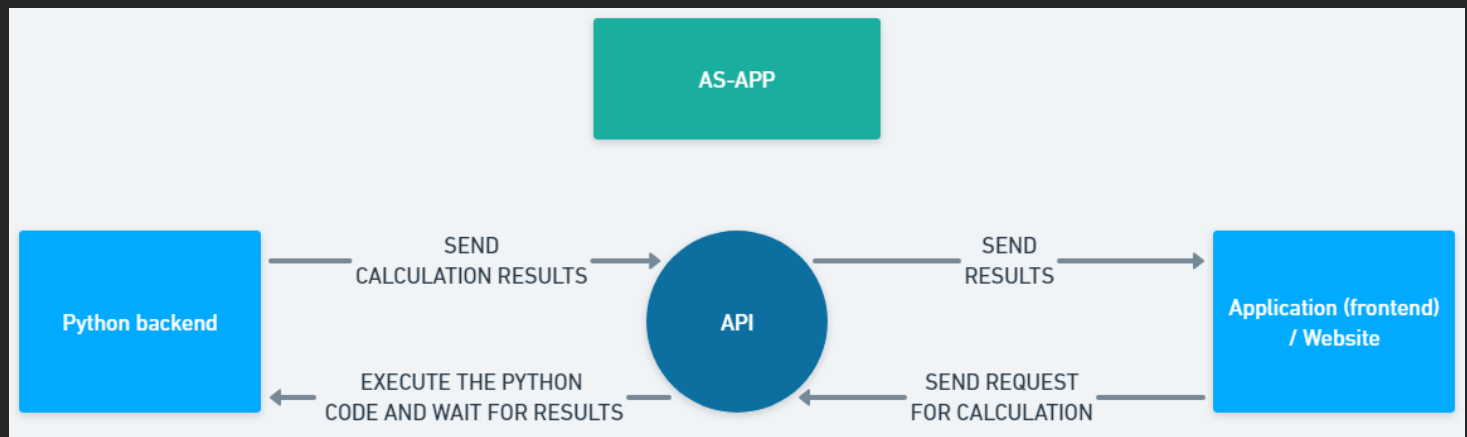 AS-APP
SEND
CALCULATION RESULTS
SEND
RESULTS
Python backend
API
Application (frontend)
/ Website
EXECUTE THE PYTHON
CODE AND WAIT FOR RESULTS
SEND REQUEST
FOR CALCULATION